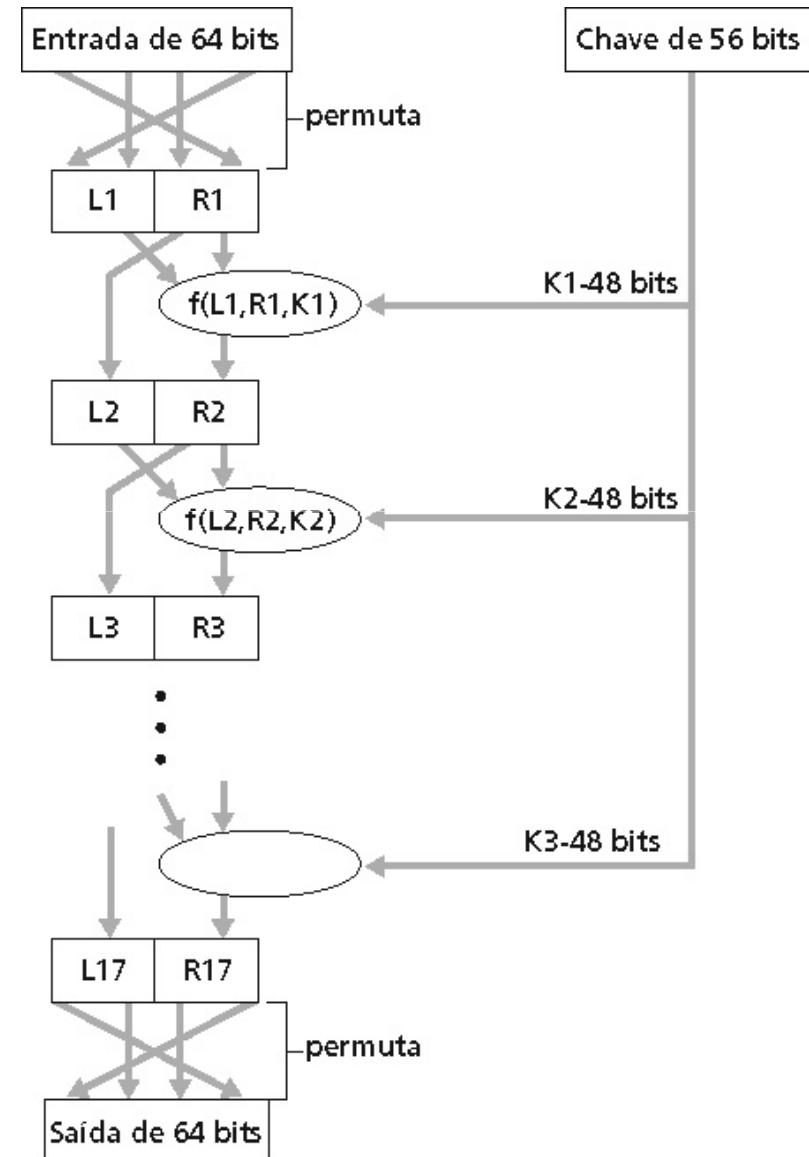 Entrada de 64 bits
Chave de 56 bits
permuta
L1 R1
K1-48 bits
f(L1,R1,K1)
L2 R2
K2-48 bits
f(L2,R2,K2)
L3 R3
K3-48 bits
L17 R17
permuta
Saída de 64 bits